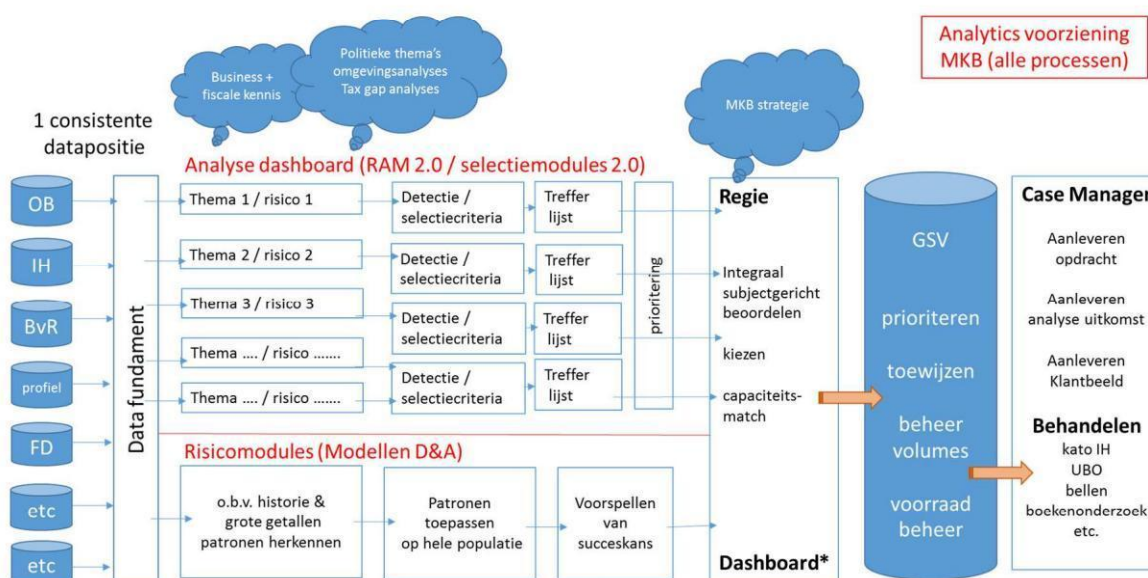 Business +
fiscale kennis
Politieke thema's
omgevingsanalyses
Tax gap analyses
MKB strategie
Analytics voorziening
MKB (alle processen)
1 consistente
datapositie
OB
IH
BvR
profiel
FD
etc
etc
Data fundament
Analyse dashboard (RAM 2.0 / selectiemodules 2.0)
Thema 1 / risico 1
Detectie /
selectiecriteria
Treffer
lijst
Thema 2 / risico 2
Detectie /
selectiecriteria
Treffer
lijst
Thema 3 / risico 3
Detectie /
selectiecriteria
Treffer
lijst
Thema .... / risico .......
Thema .... / risico .......
Detectie /
selectiecriteria
Treffer
lijst
prioritering
Risicomodules (Modellen D&A)
o.b.v. historie &
grote getallen
patronen herkennen
Patronen
toepassen
op hele populatie
Voorspellen
van
succeskans
Regie
Integraal
subjectgericht
beoordelen
kiezen
capaciteits-
match
Dashboard*
GSV
prioriteren
toewijzen
beheer
volumes
voorraad
beheer
Case Manager
Aanleveren
opdracht
Aanleveren
analyse uitkomst
Aanleveren
Klantbeeld
Behandelen
kato IH
UBO
bellen
boekenonderzoek
etc.